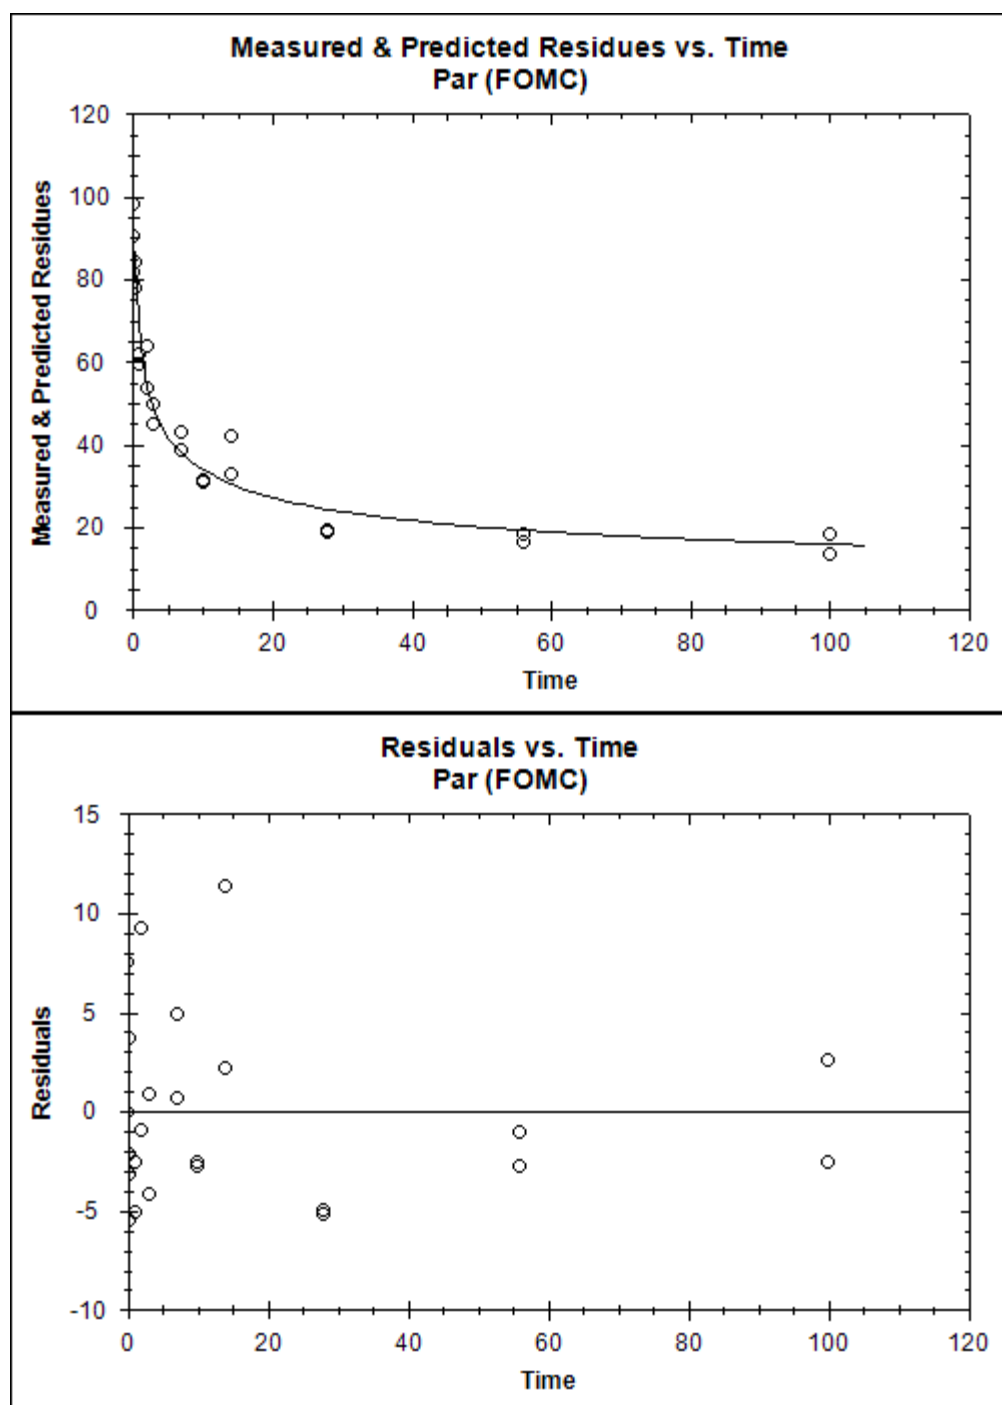 Measured & Predicted Residues vs. Time
Par (FOMC)
Measured & Predicted Residues
120
100
80
60
40
20
0
0 20 40 60 80 100 120
Time
Residuals vs. Time
Par (FOMC)
Residuals
15
10
5
0
-5
-10
0 20 40 60 80 100 120
Time